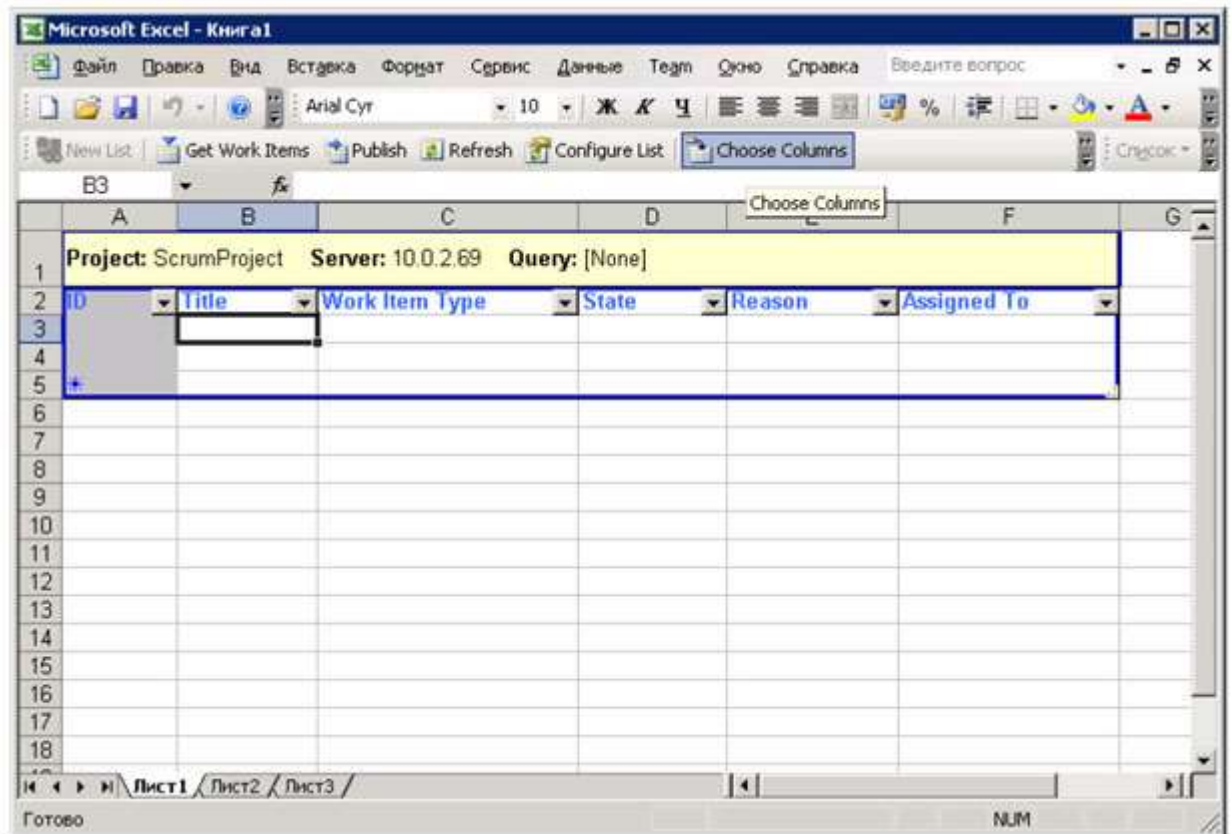 Microsoft Excel - Книга1
Файл Правка Вид Вставка Формат Сервис Данные Team Окно Справка Введите вопрос
Arial Cyr 10 Ж К Ч % A
New List Get Work Items Publish Refresh Configure List Choose Columns Список
B3 fx
Choose Columns
A B C D E F G
1 Project: ScrumProject Server: 10.0.2.69 Query: [None]
2 ID Title Work Item Type State Reason Assigned To
3
4
5
6
7
8
9
10
11
12
13
14
15
16
17
18
Лист1 Лист2 Лист3
Готово NUM